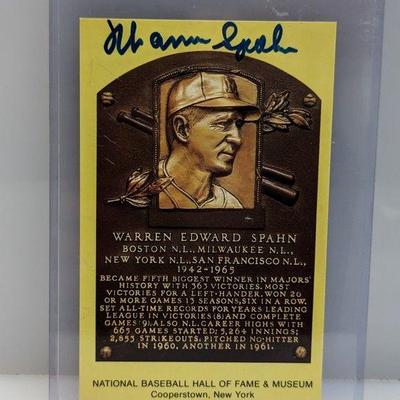 Warren Spahn
WARREN EDWARD SPAHN
BOSTON N.L., MILWAUKEE N.L.,
NEW YORK N.L., SAN FRANCISCO N.L.,
1942-1965
BECAME FIFTH BIGGEST WINNER IN MAJORS'
HISTORY WITH 363 VICTORIES. MOST
VICTORIES FOR A LEFT-HANDER. WON 20
OR MORE GAMES 13 SEASONS, SIX IN A ROW.
SET ALL-TIME RECORDS FOR YEARS LEADING
LEAGUE IN VICTORIES (8) AND COMPLETE
GAMES (9). ALSO N.L. CAREER HIGHS WITH
665 GAMES STARTED; 5,264 INNINGS;
2,583 STRIKEOUTS. PITCHED NO-HITTER
IN 1960, ANOTHER IN 1961.
NATIONAL BASEBALL HALL OF FAME & MUSEUM
Cooperstown, New York